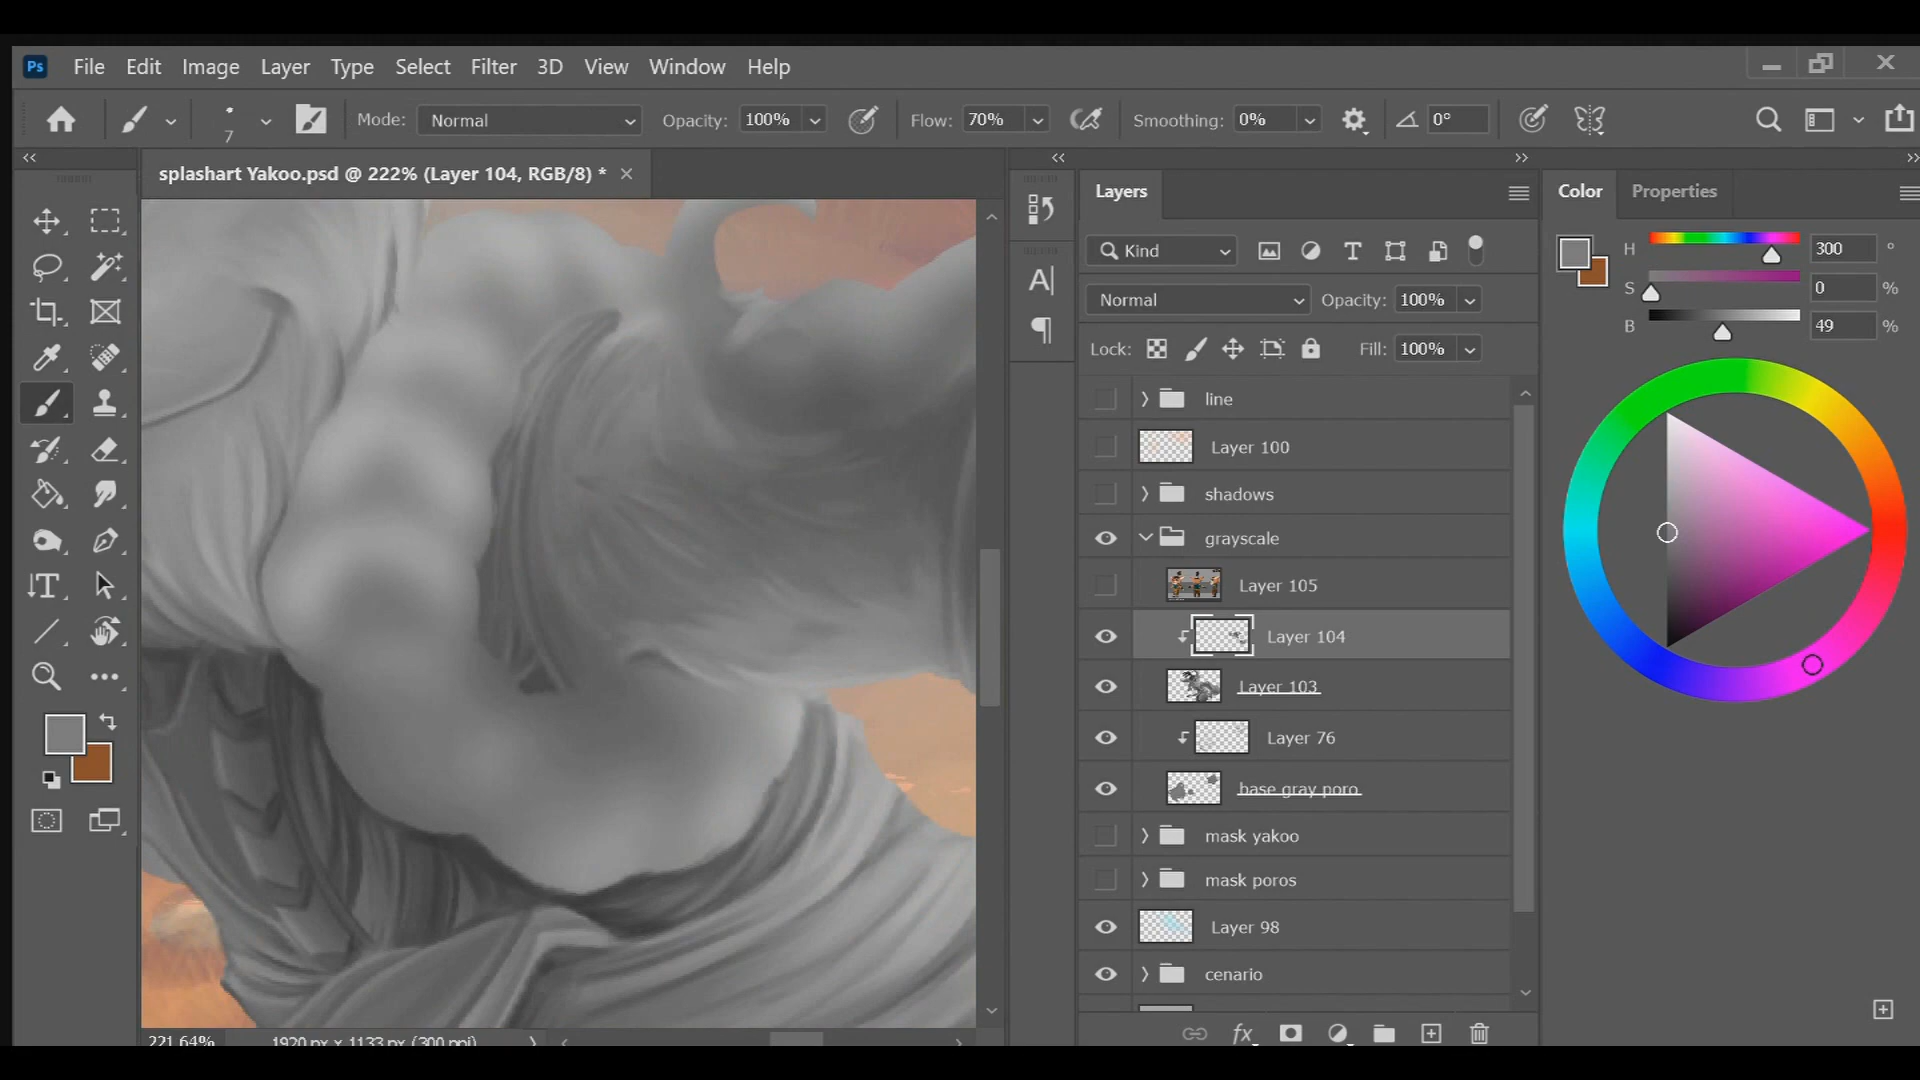 Ps File Edit Image Layer Type Select Filter 3D View Window Help
7 Mode: Normal Opacity: 100% Flow: 70% Smoothing: 0% 0°
splashart Yakoo.psd @ 222% (Layer 104, RGB/8) *
Layers
Color Properties
Kind
H 300 °
S 0 %
B 49 %
Normal Opacity: 100%
Lock: Fill: 100%
line
Layer 100
shadows
grayscale
Layer 105
Layer 104
Layer 103
Layer 76
base gray poro
mask yakoo
mask poros
Layer 98
cenario
fx
221.64% 1920 px x 1133 px (300 ppi)